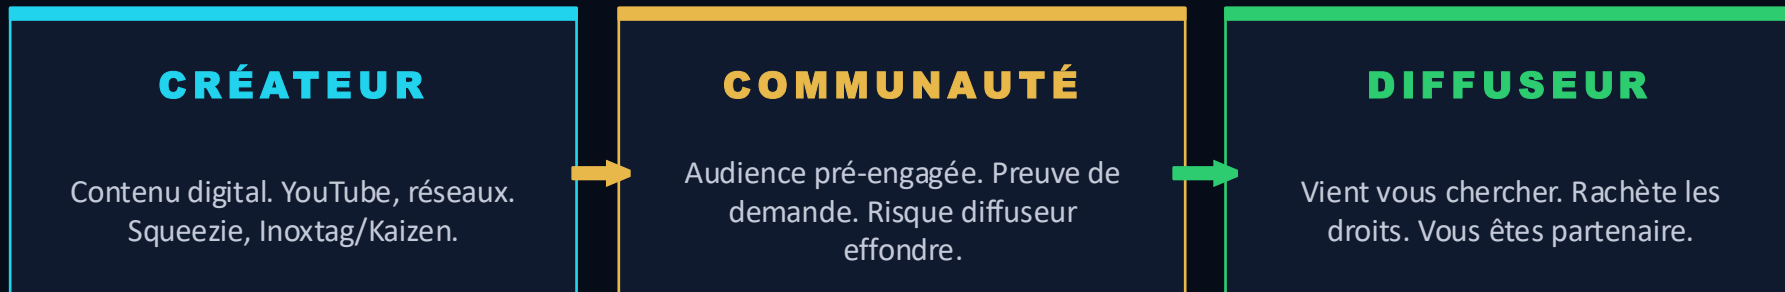 CRÉATEUR
Contenu digital. YouTube, réseaux.
Squeezie, Inoxtag/Kaizen.
COMMUNAUTÉ
Audience pré-engagée. Preuve de
demande. Risque diffuseur
effondre.
DIFFUSEUR
Vient vous chercher. Rachète les
droits. Vous êtes partenaire.